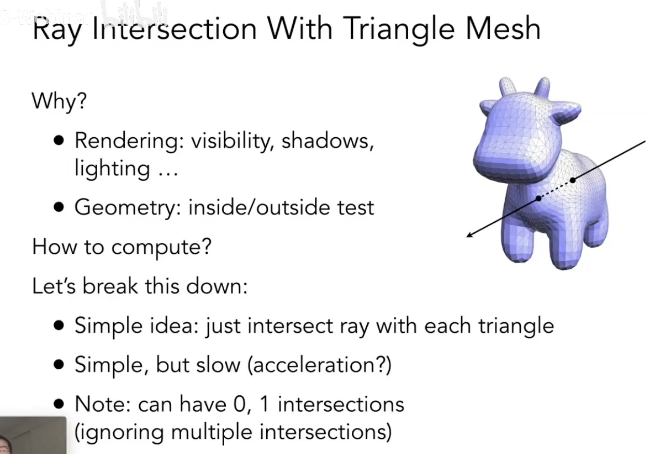 Ray Intersection With Triangle Mesh
Why?
● Rendering: visibility, shadows,
lighting …
● Geometry: inside/outside test
How to compute?
Let’s break this down:
● Simple idea: just intersect ray with each triangle
● Simple, but slow (acceleration?)
● Note: can have 0, 1 intersections
(ignoring multiple intersections)